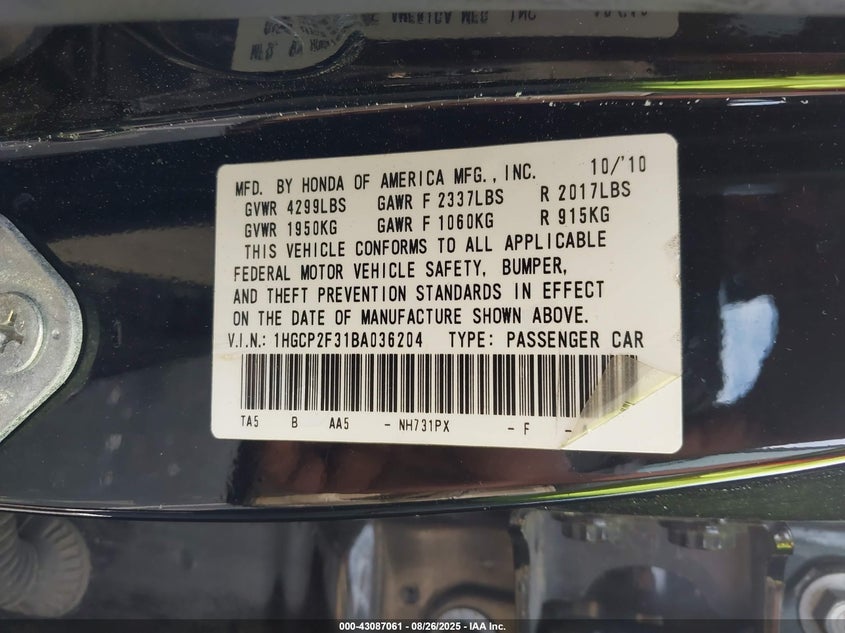 MFD. BY HONDA OF AMERICA MFG., INC. 10/'10
GVWR 4299LBS GAWR F 2337LBS R 2017LBS
GVWR 1950KG GAWR F 1060KG R 915KG
THIS VEHICLE CONFORMS TO ALL APPLICABLE
FEDERAL MOTOR VEHICLE SAFETY, BUMPER,
AND THEFT PREVENTION STANDARDS IN EFFECT
ON THE DATE OF MANUFACTURE SHOWN ABOVE.
V.I.N.: 1HGCP2F31BA036204 TYPE: PASSENGER CAR
TA5 B AA5 - NH731PX - F -
000-43087061 - 08/26/2025 - IAA Inc.